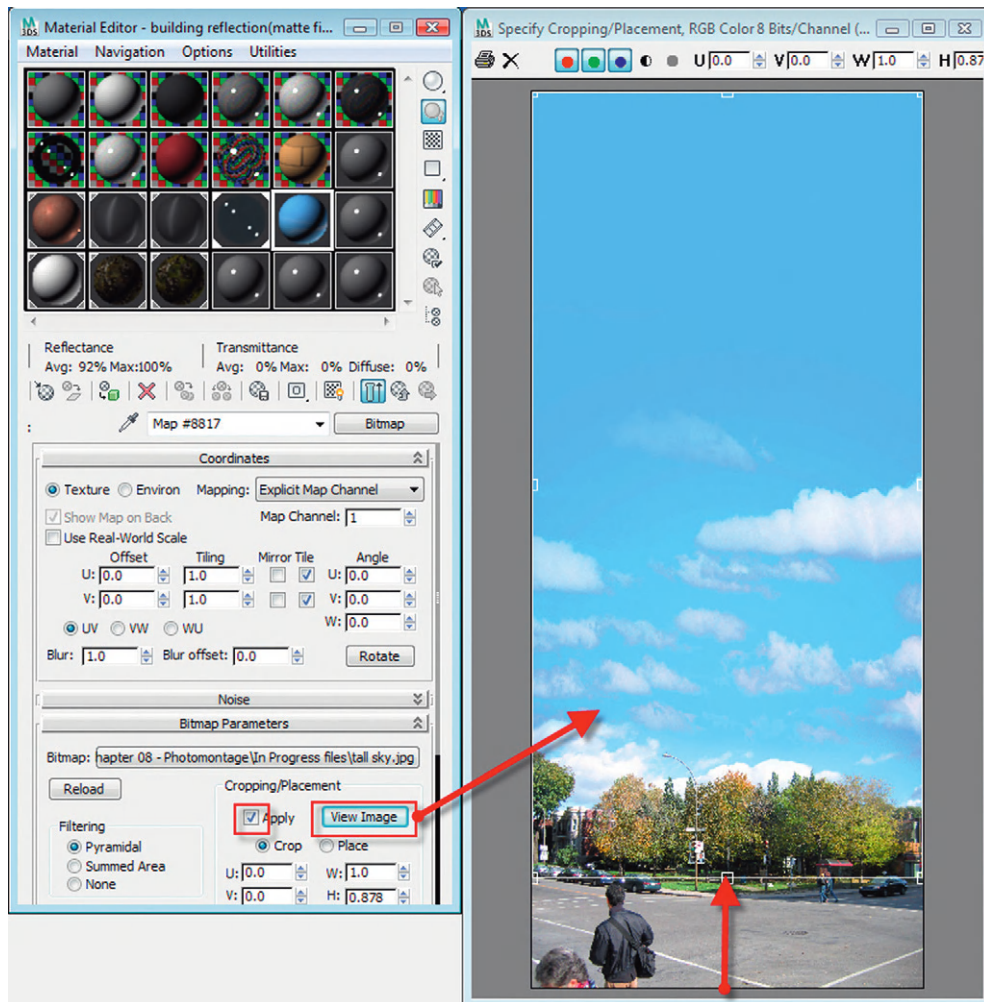 Material Editor - building reflection(matte fi...
Material Navigation Options Utilities
Reflectance
Avg: 92% Max:100%
Transmittance
Avg: 0% Max: 0% Diffuse: 0%
: Map #8817 Bitmap
Coordinates
Texture Environ Mapping: Explicit Map Channel
Show Map on Back Map Channel: 1
Use Real-World Scale
Offset Tiling Mirror Tile Angle
U: 0.0 1.0 U: 0.0
V: 0.0 1.0 V: 0.0
UV VW WU W: 0.0
Blur: 1.0 Blur offset: 0.0 Rotate
Noise
Bitmap Parameters
Bitmap: hapter 08 - Photomontage\In Progress files\tall sky.jpg
Reload
Cropping/Placement
Apply View Image
Crop Place
U: 0.0 W: 1.0
V: 0.0 H: 0.878
Filtering
Pyramidal
Summed Area
None
Specify Cropping/Placement, RGB Color 8 Bits/Channel (...
U 0.0 V 0.0 W 1.0 H 0.87